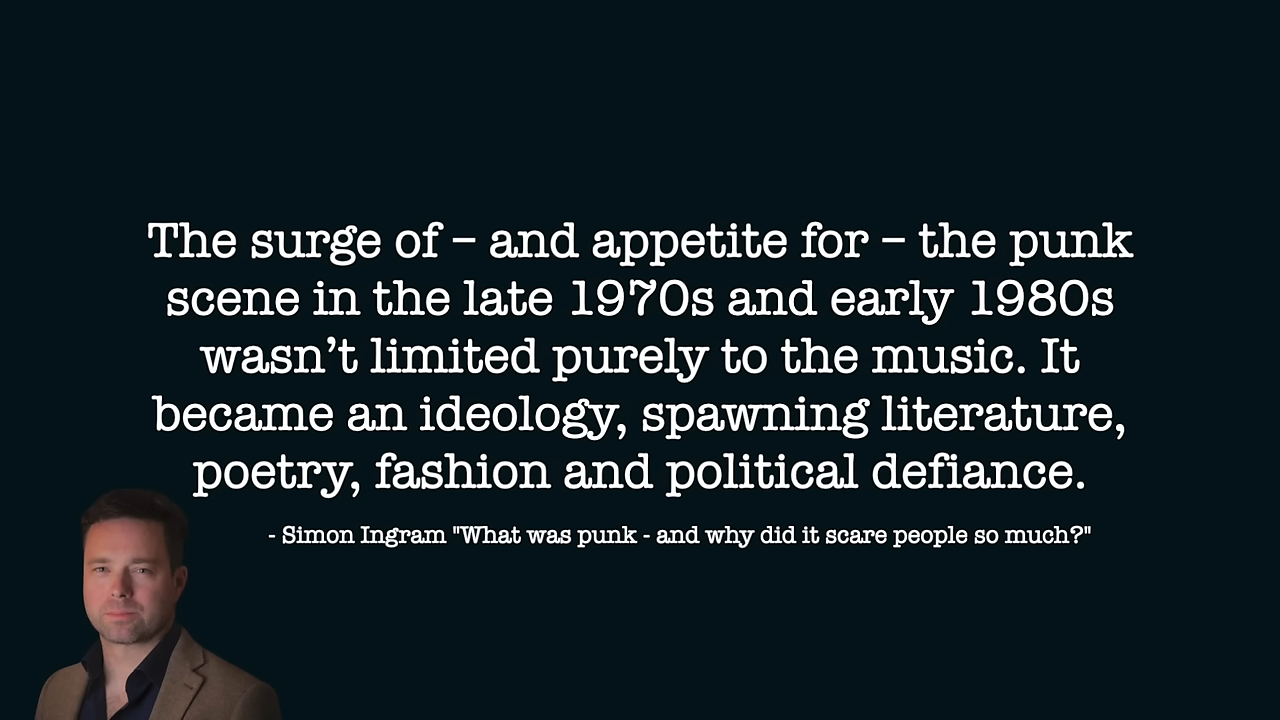 The surge of – and appetite for – the punk
scene in the late 1970s and early 1980s
wasn’t limited purely to the music. It
became an ideology, spawning literature,
poetry, fashion and political defiance.
- Simon Ingram "What was punk - and why did it scare people so much?"